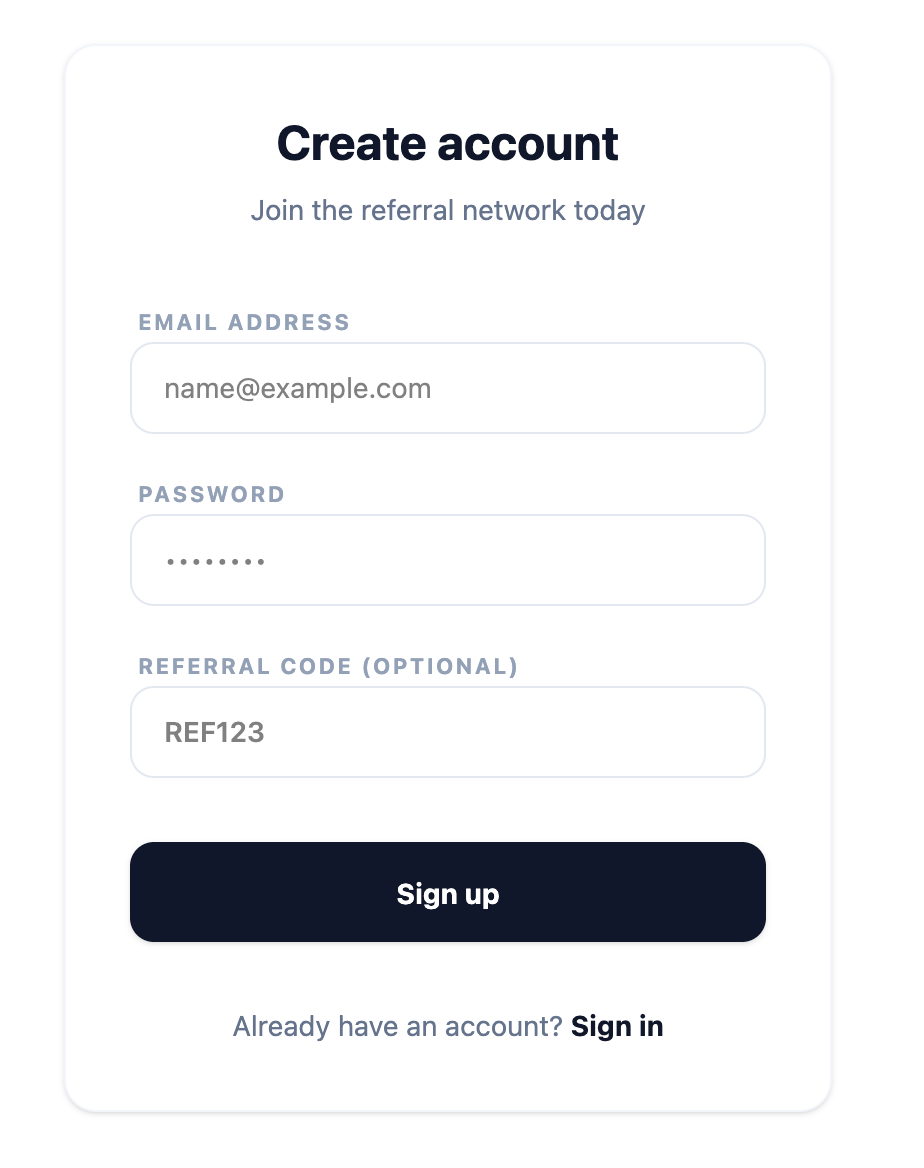 Create account
Join the referral network today
EMAIL ADDRESS
name@example.com
PASSWORD
••••••••
REFERRAL CODE (OPTIONAL)
REF123
Sign up
Already have an account? Sign in